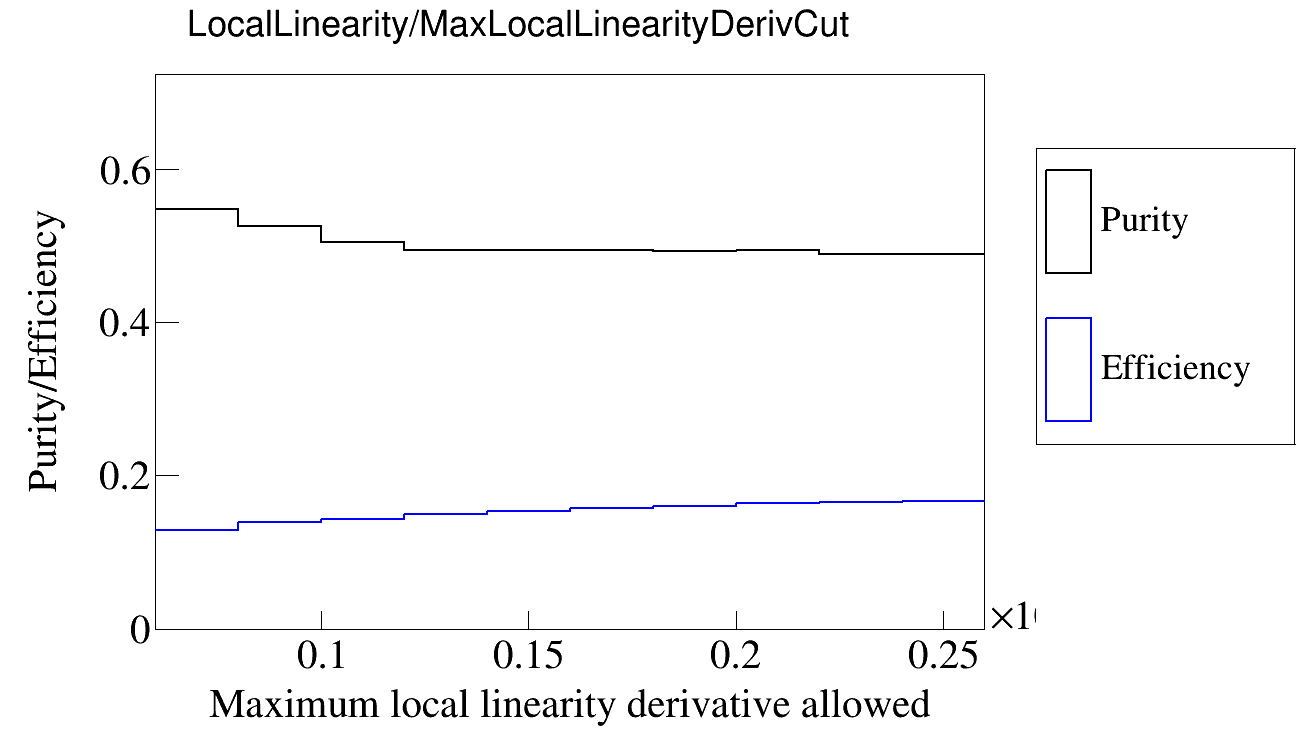 LocalLinearity/MaxLocalLinearityDerivCut
Purity/Efficiency
0.6
0.4
0.2
0
0.1 0.15 0.2 0.25
Maximum local linearity derivative allowed
Purity
Efficiency